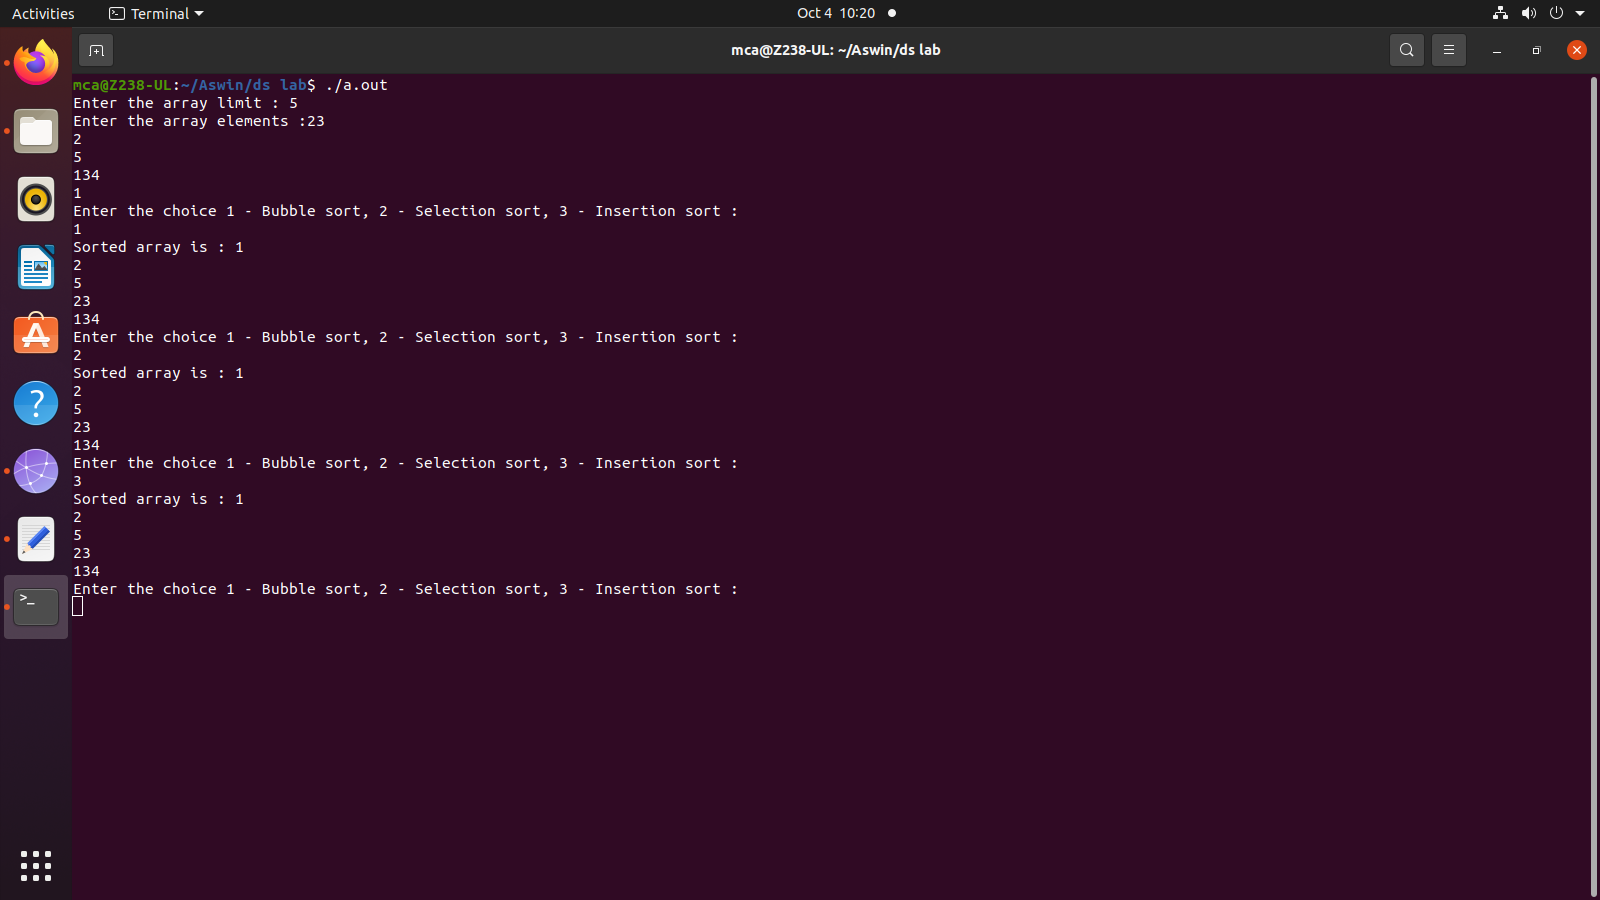 Activities
Terminal
Oct 4 10:20
mca@Z238-UL: ~/Aswin/ds lab
mca@Z238-UL:~/Aswin/ds lab$ ./a.out
Enter the array limit : 5
Enter the array elements :23
2
5
134
1
Enter the choice 1 - Bubble sort, 2 - Selection sort, 3 - Insertion sort :
1
Sorted array is : 1
2
5
23
134
Enter the choice 1 - Bubble sort, 2 - Selection sort, 3 - Insertion sort :
2
Sorted array is : 1
2
5
23
134
Enter the choice 1 - Bubble sort, 2 - Selection sort, 3 - Insertion sort :
3
Sorted array is : 1
2
5
23
134
Enter the choice 1 - Bubble sort, 2 - Selection sort, 3 - Insertion sort :